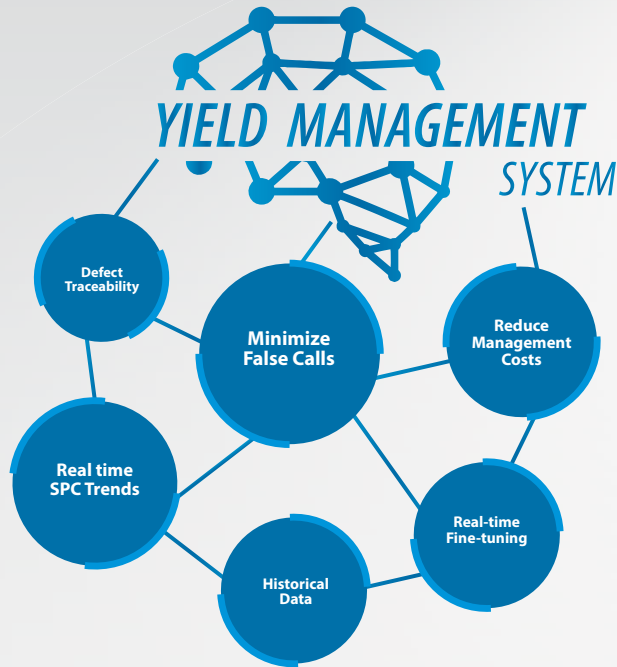 YIELD MANAGEMENT
SYSTEM
Defect
Traceability
Minimize
False Calls
Reduce
Management
Costs
Real time
SPC Trends
Real-time
Fine-tuning
Historical
Data